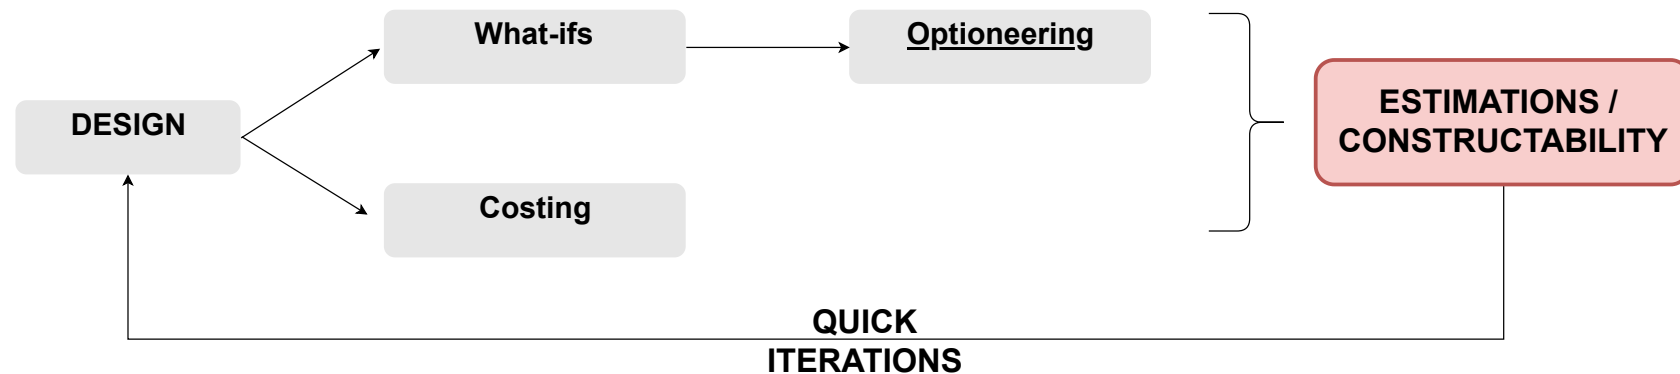 What-ifs
Optioneering
DESIGN
ESTIMATIONS /
CONSTRUCTABILITY
Costing
QUICK
ITERATIONS